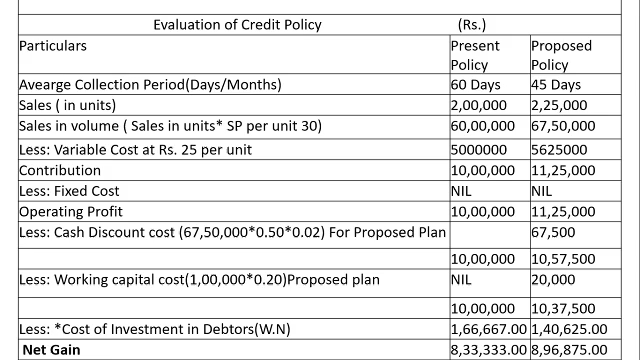 Evaluation of Credit Policy (Rs.)
Particulars Present Policy Proposed Policy
Avearge Collection Period(Days/Months) 60 Days 45 Days
Sales ( in units) 2,00,000 2,25,000
Sales in volume ( Sales in units* SP per unit 30) 60,00,000 67,50,000
Less: Variable Cost at Rs. 25 per unit 5000000 5625000
Contribution 10,00,000 11,25,000
Less: Fixed Cost NIL NIL
Operating Profit 10,00,000 11,25,000
Less: Cash Discount cost (67,50,000*0.50*0.02) For Proposed Plan 67,500
10,00,000 10,57,500
Less: Working capital cost(1,00,000*0.20)Proposed plan NIL 20,000
10,00,000 10,37,500
Less: *Cost of Investment in Debtors(W.N) 1,66,667.00 1,40,625.00
Net Gain 8,33,333.00 8,96,875.00